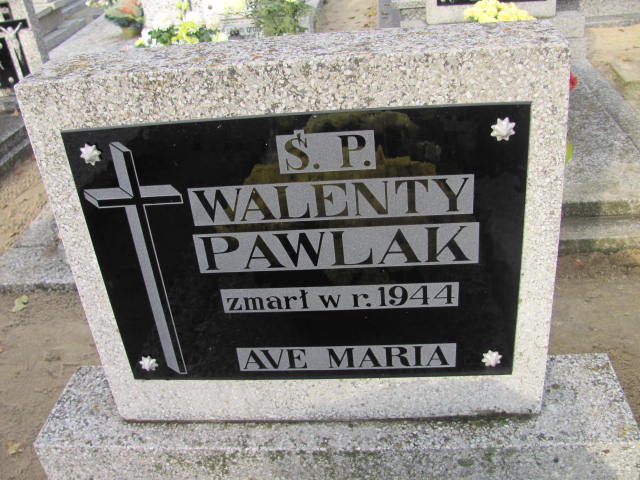 Ś. P.
WALENTY
PAWLAK
zmarł w r. 1944
AVE MARIA